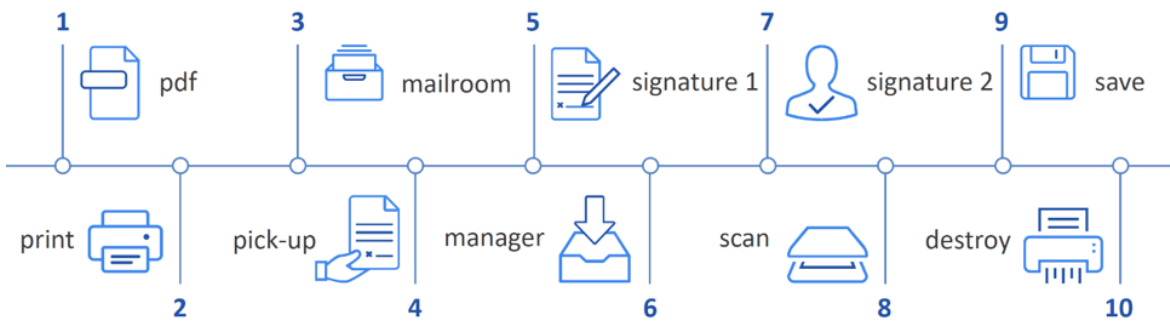 1 3 5 7 9
pdf mailroom signature 1 signature 2 save
print pick-up manager scan destroy
2 4 6 8 10